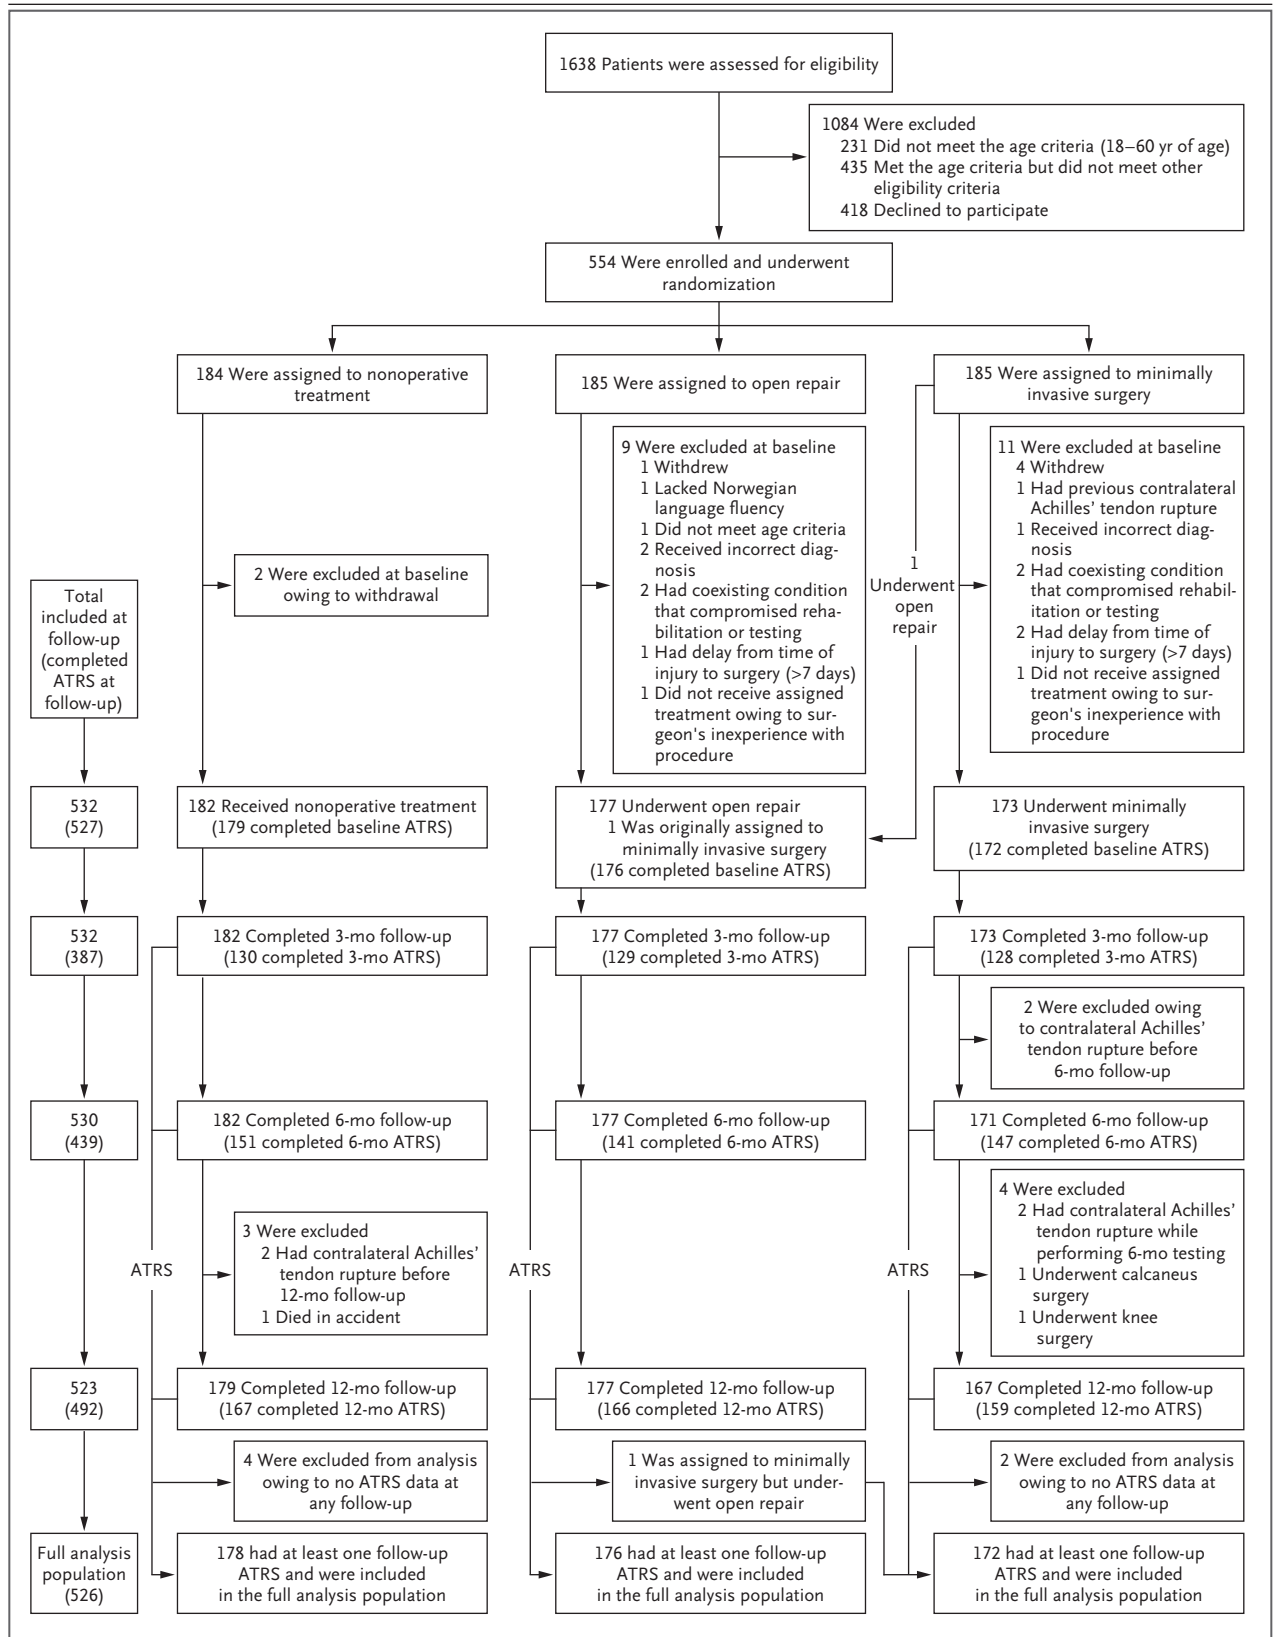 1638 Patients were assessed for eligibility
1084 Were excluded
231 Did not meet the age criteria (18–60 yr of age)
435 Met the age criteria but did not meet other
eligibility criteria
418 Declined to participate
554 Were enrolled and underwent
randomization
184 Were assigned to nonoperative
treatment
185 Were assigned to open repair
185 Were assigned to minimally
invasive surgery
2 Were excluded at baseline
owing to withdrawal
9 Were excluded at baseline
1 Withdrew
1 Lacked Norwegian
language fluency
1 Did not meet age criteria
2 Received incorrect diag-
nosis
2 Had coexisting condition
that compromised reha-
bilitation or testing
1 Had delay from time of
injury to surgery (>7 days)
1 Did not receive assigned
treatment owing to sur-
geon's inexperience with
procedure
1
Underwent
open
repair
11 Were excluded at baseline
4 Withdrew
1 Had previous contralateral
Achilles’ tendon rupture
1 Received incorrect diag-
nosis
2 Had coexisting condition
that compromised rehabil-
itation or testing
2 Had delay from time of
injury to surgery (>7 days)
1 Did not receive assigned
treatment owing to sur-
geon's inexperience with
procedure
Total
included at
follow-up
(completed
ATRS at
follow-up)
532
(527)
182 Received nonoperative treatment
(179 completed baseline ATRS)
177 Underwent open repair
1 Was originally assigned to
minimally invasive surgery
(176 completed baseline ATRS)
173 Underwent minimally
invasive surgery
(172 completed baseline ATRS)
532
(387)
182 Completed 3-mo follow-up
(130 completed 3-mo ATRS)
177 Completed 3-mo follow-up
(129 completed 3-mo ATRS)
173 Completed 3-mo follow-up
(128 completed 3-mo ATRS)
2 Were excluded owing
to contralateral Achilles’
tendon rupture before
6-mo follow-up
530
(439)
182 Completed 6-mo follow-up
(151 completed 6-mo ATRS)
177 Completed 6-mo follow-up
(141 completed 6-mo ATRS)
171 Completed 6-mo follow-up
(147 completed 6-mo ATRS)
ATRS
3 Were excluded
2 Had contralateral Achilles’
tendon rupture before
12-mo follow-up
1 Died in accident
ATRS
ATRS
4 Were excluded
2 Had contralateral Achilles’
tendon rupture while
performing 6-mo testing
1 Underwent calcaneus
surgery
1 Underwent knee
surgery
523
(492)
179 Completed 12-mo follow-up
(167 completed 12-mo ATRS)
177 Completed 12-mo follow-up
(166 completed 12-mo ATRS)
167 Completed 12-mo follow-up
(159 completed 12-mo ATRS)
4 Were excluded from analysis
owing to no ATRS data at
any follow-up
1 Was assigned to minimally
invasive surgery but under-
went open repair
2 Were excluded from analysis
owing to no ATRS data at
any follow-up
Full analysis
population
(526)
178 had at least one follow-up
ATRS and were included
in the full analysis population
176 had at least one follow-up
ATRS and were included
in the full analysis population
172 had at least one follow-up
ATRS and were included
in the full analysis population